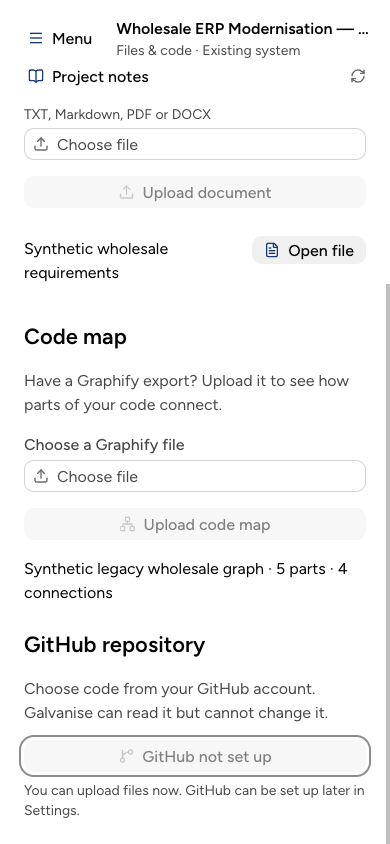 Menu
Wholesale ERP Modernisation — ...
Files & code · Existing system
Project notes
TXT, Markdown, PDF or DOCX
Choose file
Upload document
Synthetic wholesale
requirements
Open file
Code map
Have a Graphify export? Upload it to see how
parts of your code connect.
Choose a Graphify file
Choose file
Upload code map
Synthetic legacy wholesale graph · 5 parts · 4
connections
GitHub repository
Choose code from your GitHub account.
Galvanise can read it but cannot change it.
GitHub not set up
You can upload files now. GitHub can be set up later in
Settings.